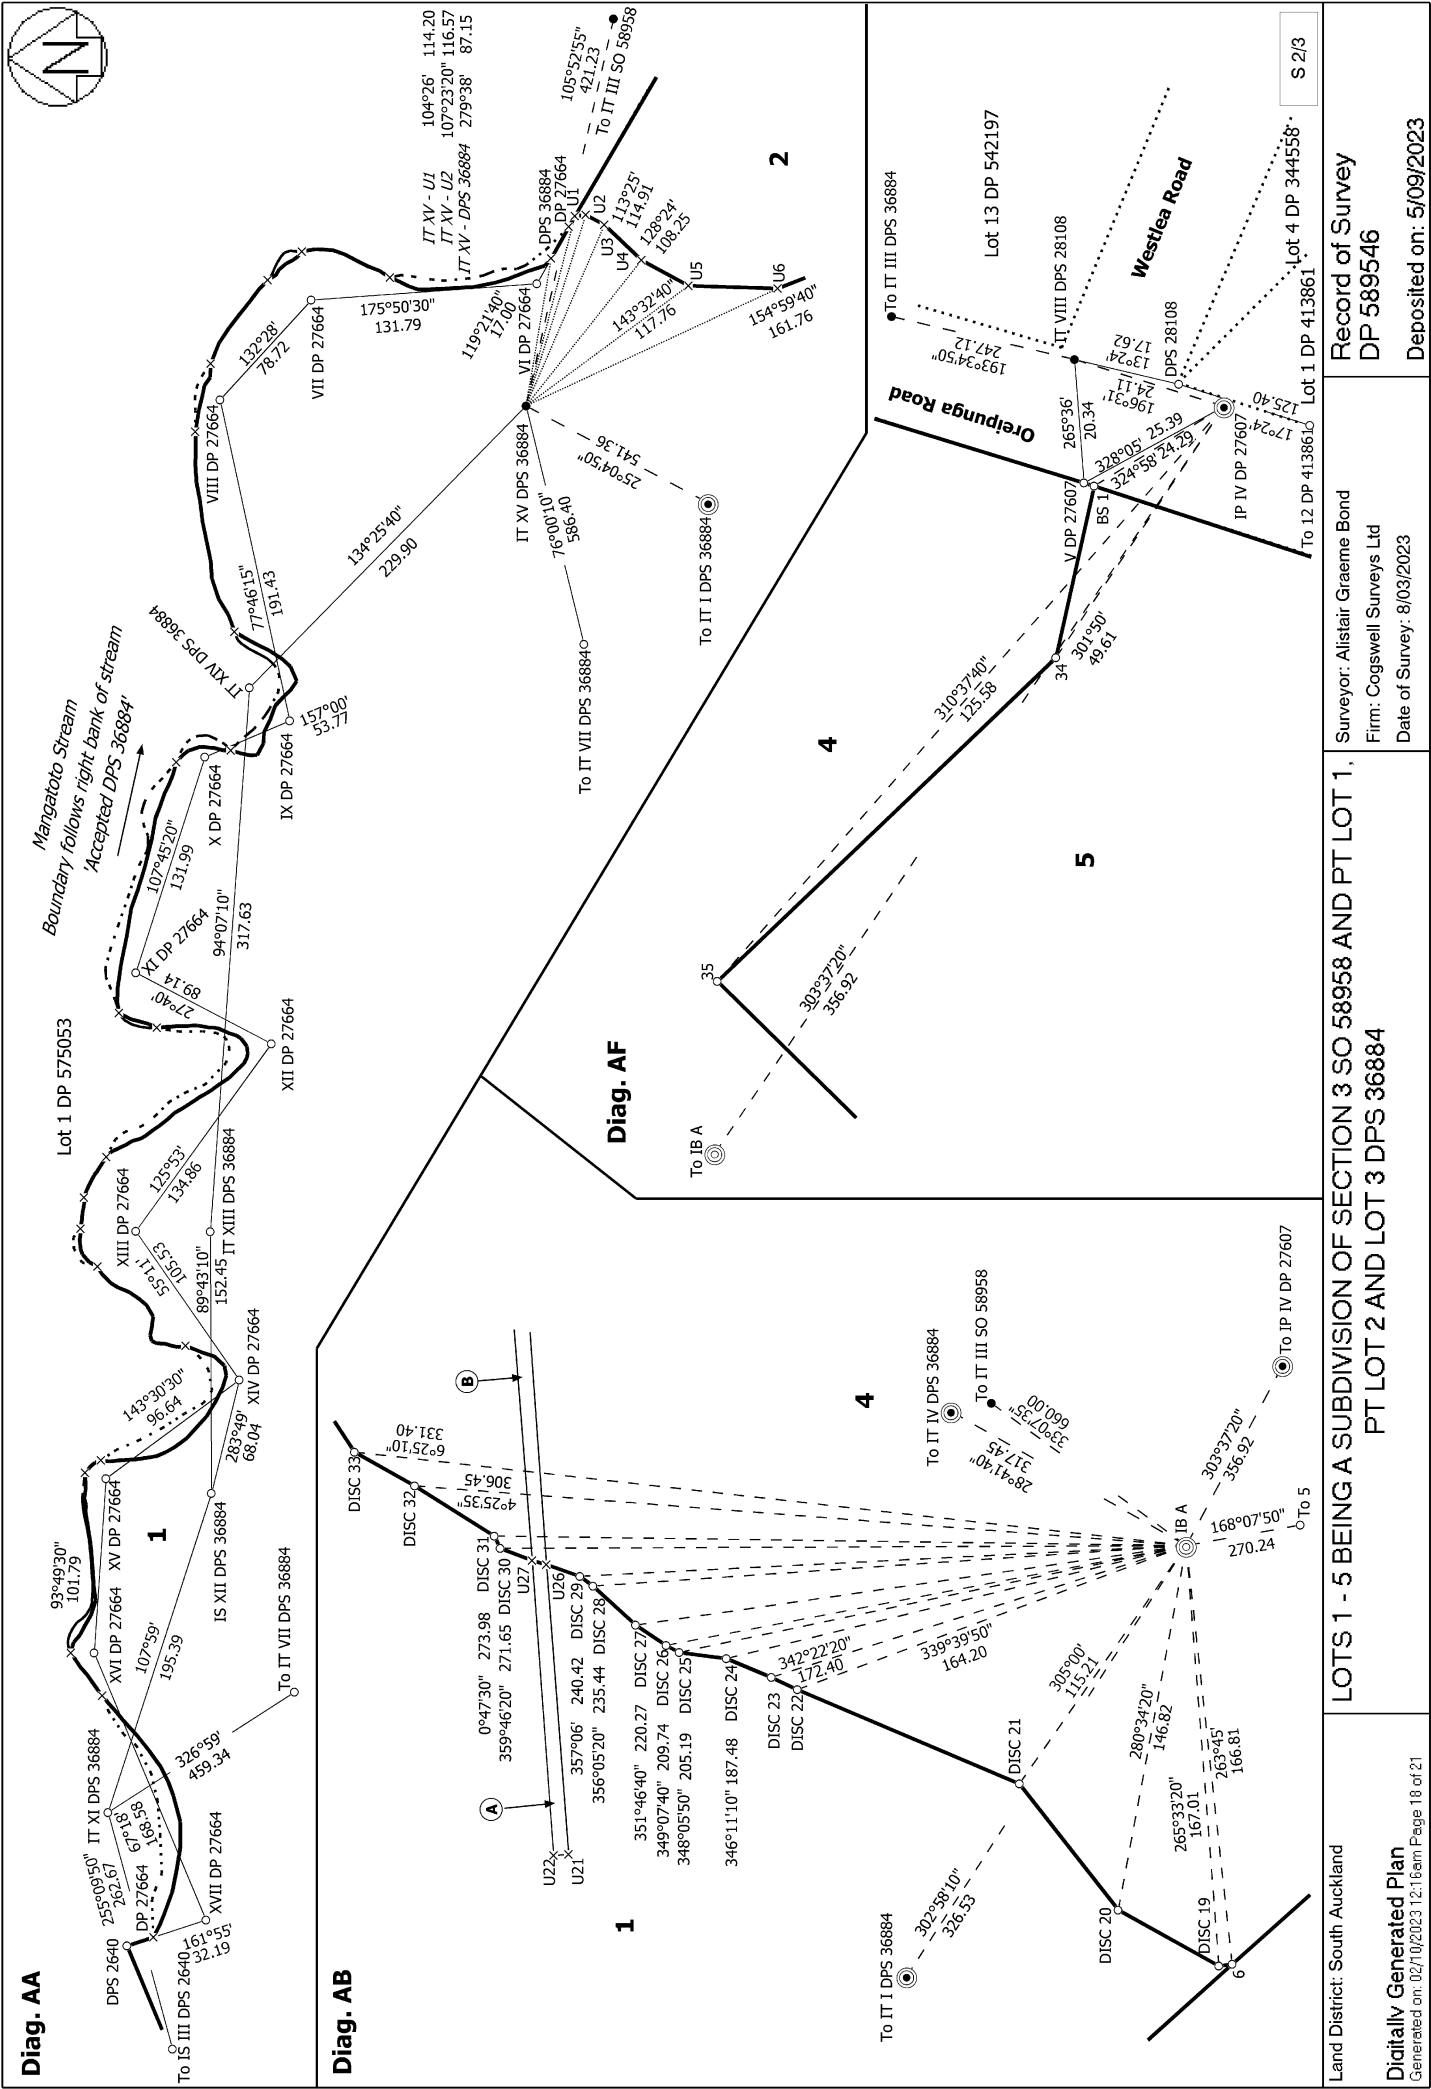 Diag. AA
N
DPS 2640
To IS III DPS 2640
DP 27664
161°55'
32.19
XVII DP 27664
255°09'50"
262.67
67°18'
168.58
IT XI DPS 36884
326°59'
459.34
To IT VII DPS 36884
107°59'
195.39
XVI DP 27664
93°49'30"
101.79
XV DP 27664
1
IS XII DPS 36884
143°30'30"
96.64
283°49'
68.04
XIV DP 27664
89°43'10"
152.45
55°11'
105.53
XIII DP 27664
IT XIII DPS 36884
125°53'
134.86
Lot 1 DP 575053
XII DP 27664
27°40'
89.14
XI DP 27664
94°07'10"
317.63
107°45'20"
131.99
X DP 27664
Mangatoto Stream
Boundary follows right bank of stream
'Accepted DPS 36884'
IX DP 27664
157°00'
53.77
IT XIV DPS 36884
77°46'15"
191.43
134°25'40"
229.90
VIII DP 27664
132°28'
78.72
VII DP 27664
175°50'30"
131.79
119°21'40"
17.00
VI DP 27664
IT XV DPS 36884
76°00'10"
586.40
To IT VII DPS 36884
25°04'50"
541.36
To IT I DPS 36884
IT XV - U1 104°26' 114.20
IT XV - U2 107°23'20" 116.57
IT XV - DPS 36884 279°38' 87.15
DPS 36884
DP 27664
U1
U2
U3
U4
U5
U6
113°25'
114.91
128°24'
108.25
143°32'40"
117.76
154°59'40"
161.76
105°52'55"
421.23
To IT III SO 58958
2
Diag. AB
U22
U21
A
B
1
4
DISC 33
6°25'10"
331.40
DISC 32
4°25'35"
306.45
0°47'30" 273.98 DISC 31
359°46'20" 271.65 DISC 30
U27
U26
357°06' 240.42 DISC 29
356°05'20" 235.44 DISC 28
351°46'40" 220.27 DISC 27
349°07'40" 209.74 DISC 26
348°05'50" 205.19 DISC 25
346°11'10" 187.48 DISC 24
DISC 23
DISC 22
342°22'20"
172.40
339°39'50"
164.20
DISC 21
305°00'
115.21
DISC 20
280°34'20"
146.82
DISC 19
265°33'20"
167.01
263°45'
166.81
6
302°58'10"
326.53
To IT I DPS 36884
To IT IV DPS 36884
28°41'40"
317.45
To IT III SO 58958
33°07'35"
660.00
IB A
303°37'20"
356.92
To IP IV DP 27607
168°07'50"
270.24
To 5
Diag. AF
To IB A
303°37'20"
356.92
35
310°37'40"
125.58
4
5
34
301°50'
49.61
V DP 27607
BS 1
265°36'
20.34
328°05' 25.39
324°58' 24.29
IP IV DP 27607
Oreipunga Road
To IT III DPS 36884
193°34'50"
247.12
IT VIII DPS 28108
196°31'
24.11
13°24'
17.62
DPS 28108
17°24'
125.40
To 12 DP 413861
Lot 1 DP 413861
Lot 4 DP 344558
Westlea Road
Lot 13 DP 542197
S 2/3
Land District: South Auckland
Digitally Generated Plan
Generated on: 02/10/2023 12:16am Page 18 of 21
LOTS 1 - 5 BEING A SUBDIVISION OF SECTION 3 SO 58958 AND PT LOT 1,
PT LOT 2 AND LOT 3 DPS 36884
Surveyor: Alistair Graeme Bond
Firm: Cogswell Surveys Ltd
Date of Survey: 8/03/2023
Record of Survey
DP 589546
Deposited on: 5/09/2023